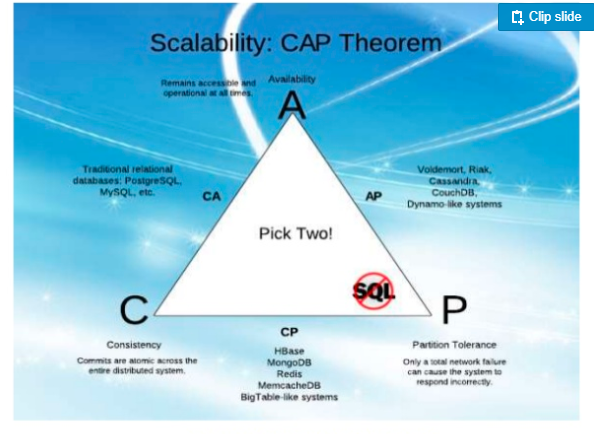 Clip slide
Scalability: CAP Theorem
Availability
Remains accessible and
operational at all times.
A
Traditional relational
databases: PostgreSQL,
MySQL, etc.
CA
AP
Voldemort, Riak,
Cassandra,
CouchDB,
Dynamo-like systems
Pick Two!
SQL
C
P
CP
Consistency
Commits are atomic across the
entire distributed system.
HBase
MongoDB
Redis
MemcacheDB
BigTable-like systems
Partition Tolerance
Only a total network failure
can cause the system to
respond incorrectly.